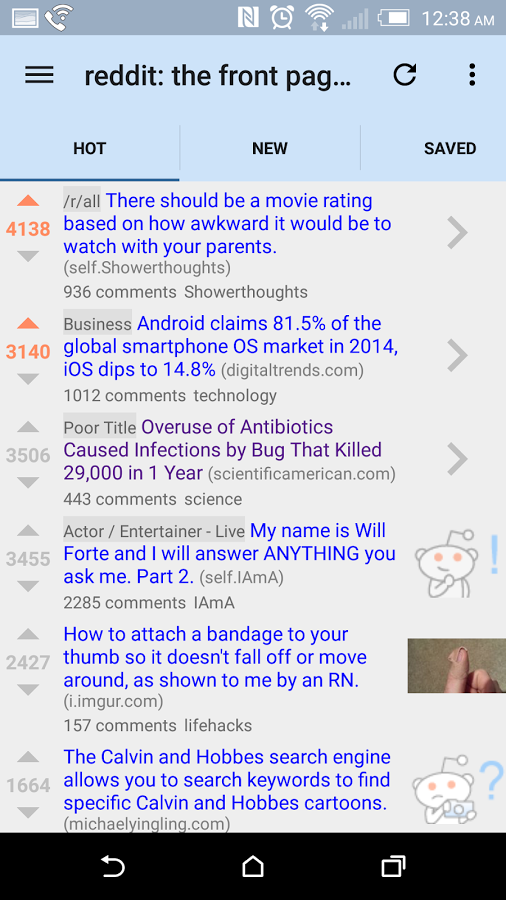 12:38 AM
reddit: the front pag...
HOT
NEW
SAVED
/r/all There should be a movie rating
based on how awkward it would be to
watch with your parents.
(self.Showerthoughts)
4138
936 comments Showerthoughts
Business Android claims 81.5% of the
global smartphone OS market in 2014,
iOS dips to 14.8% (digitaltrends.com)
3140
1012 comments technology
Poor Title Overuse of Antibiotics
Caused Infections by Bug That Killed
29,000 in 1 Year (scientificamerican.com)
3506
443 comments science
Actor / Entertainer - Live My name is Will
Forte and I will answer ANYTHING you
ask me. Part 2. (self.IAmA)
3455
2285 comments IAmA
!
How to attach a bandage to your
thumb so it doesn't fall off or move
around, as shown to me by an RN.
(i.imgur.com)
2427
157 comments lifehacks
The Calvin and Hobbes search engine
allows you to search keywords to find
specific Calvin and Hobbes cartoons.
(michaelyingling.com)
1664
?